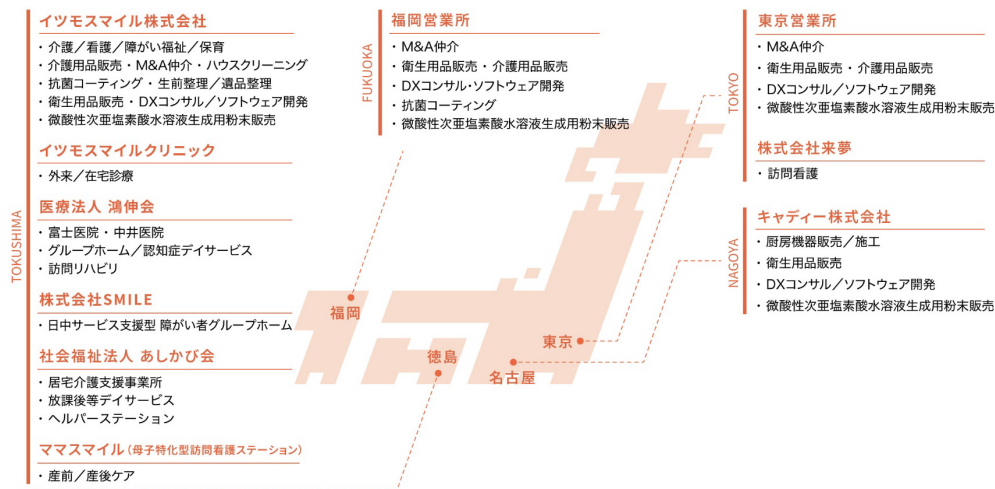 TOKUSHIMA
イツモスマイル株式会社
・介護／看護／障がい福祉／保育
・介護用品販売・M&A仲介・ハウスクリーニング
・抗菌コーティング・生前整理／遺品整理
・衛生用品販売・DXコンサル／ソフトウェア開発
・微酸性次亜塩素酸水溶液生成用粉末販売
イツモスマイルクリニック
・外来／在宅診療
医療法人 鴻伸会
・富士医院・中井医院
・グループホーム／認知症デイサービス
・訪問リハビリ
株式会社SMILE
・日中サービス支援型 障がい者グループホーム
社会福祉法人 あしかび会
・居宅介護支援事業所
・放課後等デイサービス
・ヘルパーステーション
ママスマイル（母子特化型訪問看護ステーション）
・産前／産後ケア
FUKUOKA
福岡営業所
・M&A仲介
・衛生用品販売・介護用品販売
・DXコンサル・ソフトウェア開発
・抗菌コーティング
・微酸性次亜塩素酸水溶液生成用粉末販売
TOKYO
東京営業所
・M&A仲介
・衛生用品販売・介護用品販売
・DXコンサル／ソフトウェア開発
・微酸性次亜塩素酸水溶液生成用粉末販売
株式会社来夢
・訪問看護
NAGOYA
キャディー株式会社
・厨房機器販売／施工
・衛生用品販売
・DXコンサル／ソフトウェア開発
・微酸性次亜塩素酸水溶液生成用粉末販売
福岡
東京
徳島
名古屋